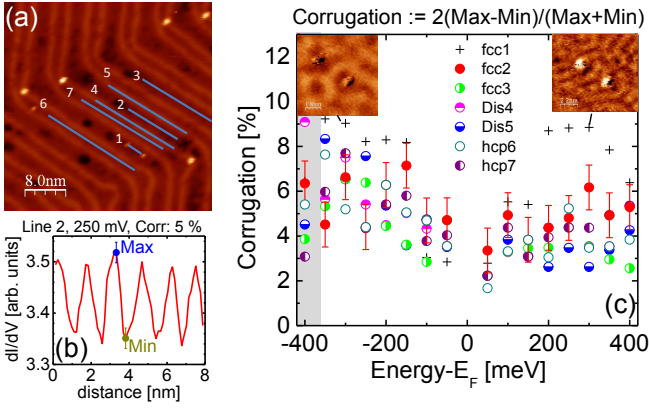 (a)
3
5
7
4
6
2
1
8.0nm
Line 2, 250 mV, Corr: 5 %
dI/dV [arb. units]
3.5
3.4
3.3
Max
Min
(b)
0 2 4 6 8
distance [nm]
Corrugation := 2(Max-Min)/(Max+Min)
Corrugation [%]
12
10
8
6
4
2
0
fcc1
fcc2
fcc3
Dis4
Dis5
hcp6
hcp7
(c)
-400 -200 0 200 400
Energy-E_F [meV]